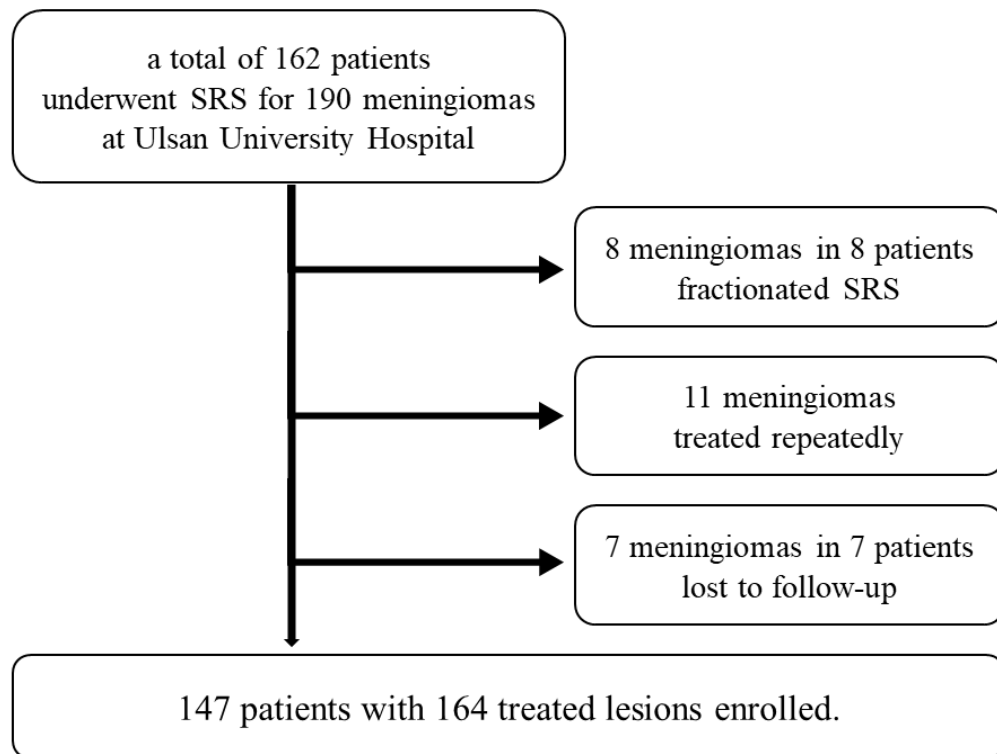 a total of 162 patients
underwent SRS for 190 meningiomas
at Ulsan University Hospital
8 meningiomas in 8 patients
fractionated SRS
11 meningiomas
treated repeatedly
7 meningiomas in 7 patients
lost to follow-up
147 patients with 164 treated lesions enrolled.